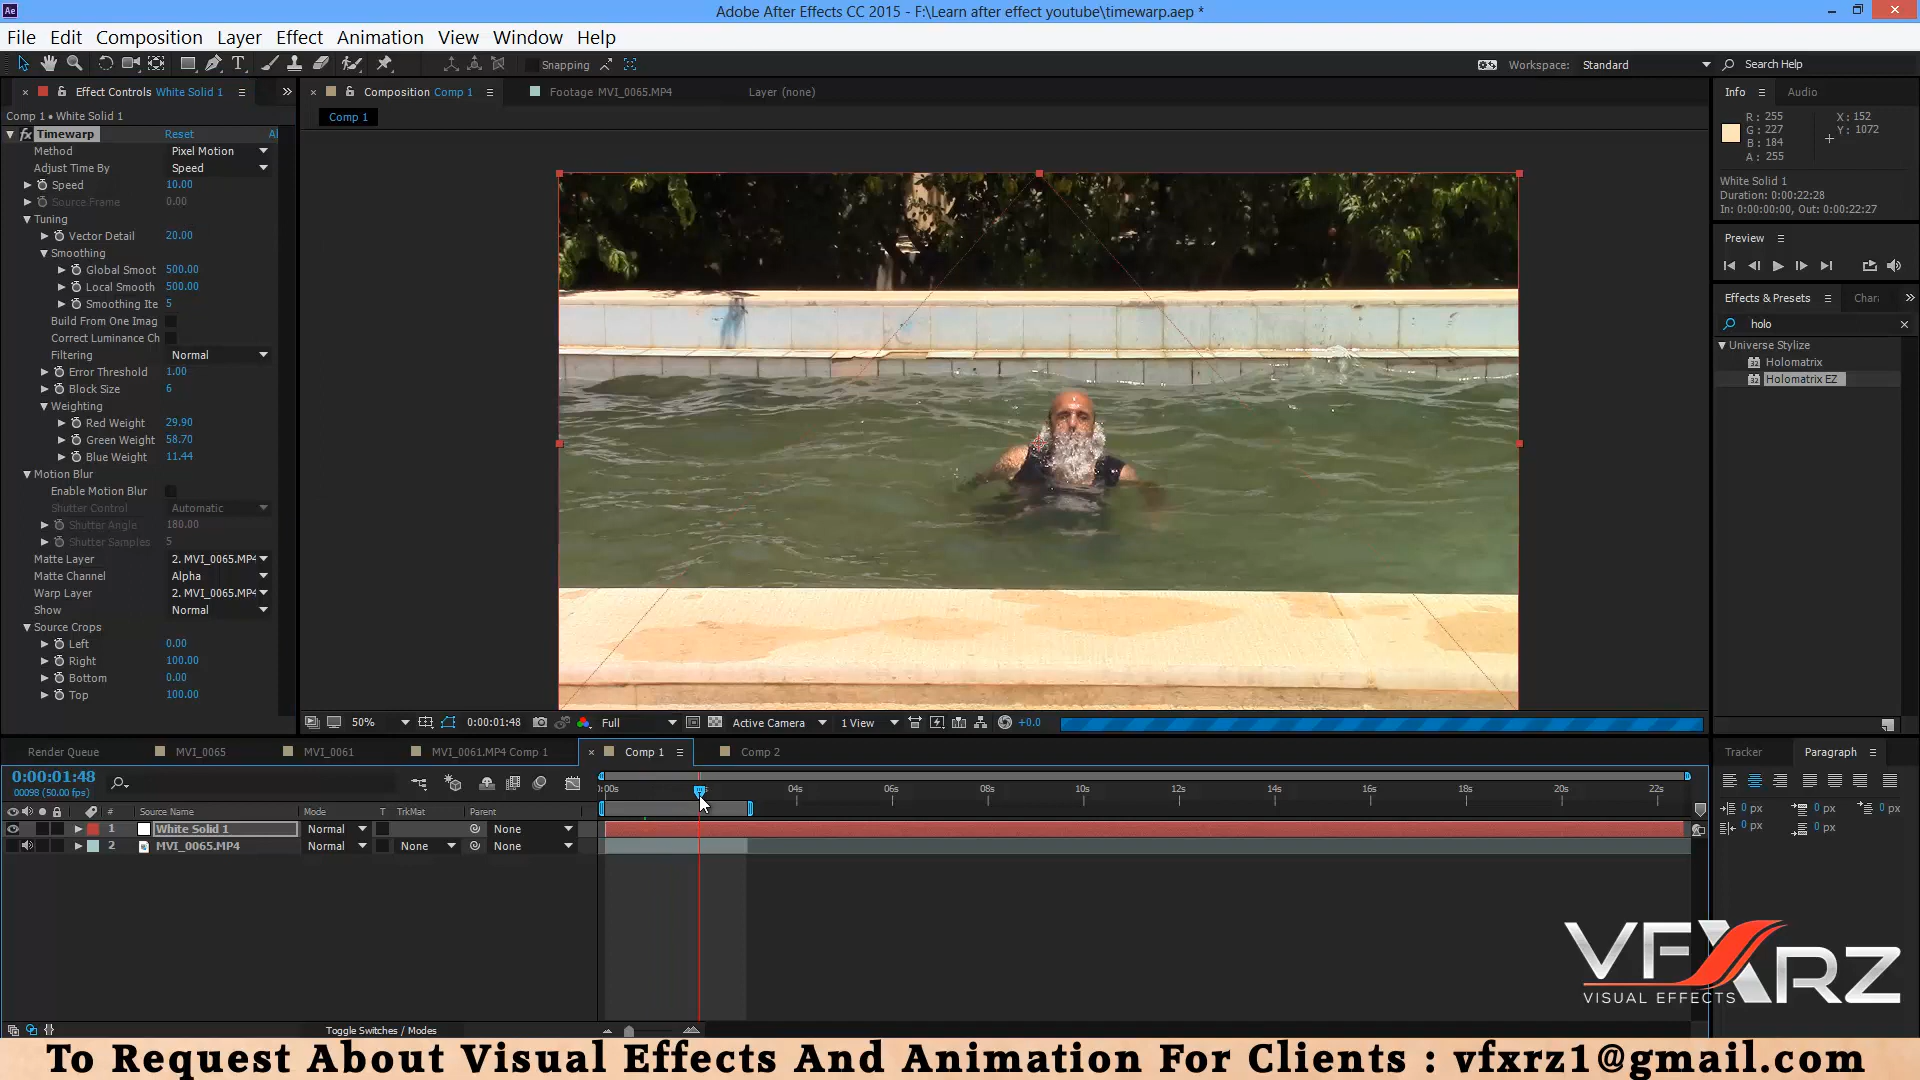 Adobe After Effects CC 2015 - F:\Learn after effect youtube\timewarp.aep *
File Edit Composition Layer Effect Animation View Window Help
Snapping
Workspace: Standard
Search Help
Effect Controls White Solid 1
Comp 1 • White Solid 1
fx Timewarp Reset
Method Pixel Motion
Adjust Time By Speed
Speed 10.00
Source Frame 0.00
Tuning
Vector Detail 20.00
Smoothing
Global Smoot 500.00
Local Smooth 500.00
Smoothing Ite 5
Build From One Imag
Correct Luminance Ch
Filtering Normal
Error Threshold 1.00
Block Size 6
Weighting
Red Weight 29.90
Green Weight 58.70
Blue Weight 11.44
Motion Blur
Enable Motion Blur
Shutter Control Automatic
Shutter Angle 180.00
Shutter Samples 5
Matte Layer 2. MVI_0065.MP4
Matte Channel Alpha
Warp Layer 2. MVI_0065.MP4
Show Normal
Source Crops
Left 0.00
Right 100.00
Bottom 0.00
Top 100.00
Composition Comp 1
Footage MVI_0065.MP4
Layer (none)
Comp 1
50% 0:00:01:48 Full Active Camera 1 View +0.0
Info Audio
R: 255
G: 227
B: 184
A: 255
X: 152
Y: 1072
White Solid 1
Duration: 0:00:22:28
In: 0:00:00:00, Out: 0:00:22:27
Preview
Effects & Presets
holo
Universe Stylize
Holomatrix
Holomatrix EZ
Render Queue MVI_0065 MVI_0061 MVI_0061.MP4 Comp 1 Comp 1 Comp 2
0:00:01:48
00098 (50.00 fps)
04s 06s 08s 10s 12s 14s 16s 18s 20s 22s
# Source Name Mode T TrkMat Parent
1 White Solid 1 Normal None
2 MVI_0065.MP4 Normal None None
Toggle Switches / Modes
Tracker Paragraph
0 px 0 px 0 px
0 px 0 px
VFXARZ
VISUAL EFFECTS
To Request About Visual Effects And Animation For Clients : vfxrz1@gmail.com